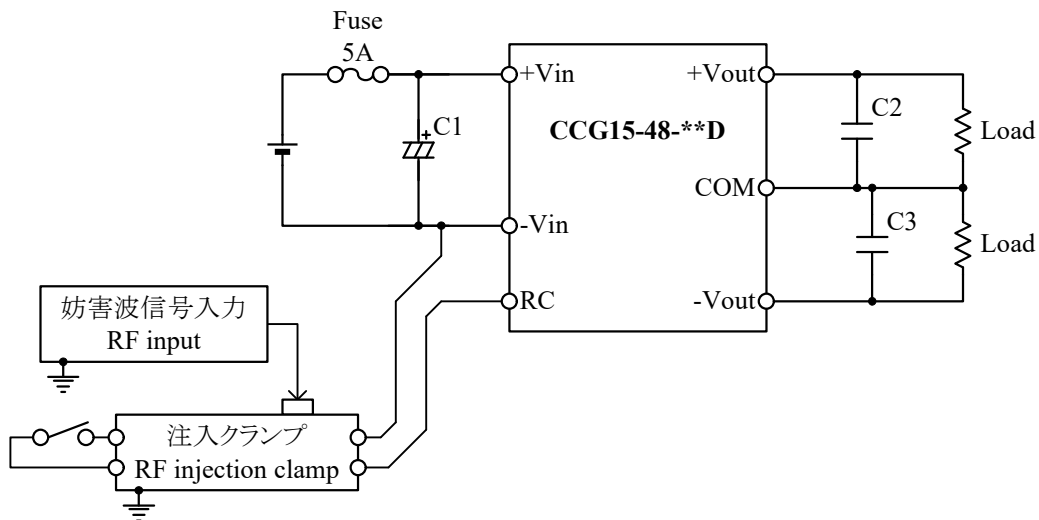 Fuse
5A
+Vin
+Vout
C1
C2
CCG15-48-**D
Load
COM
-Vin
C3
Load
RC
-Vout
妨害波信号入力
RF input
注入クランプ
RF injection clamp